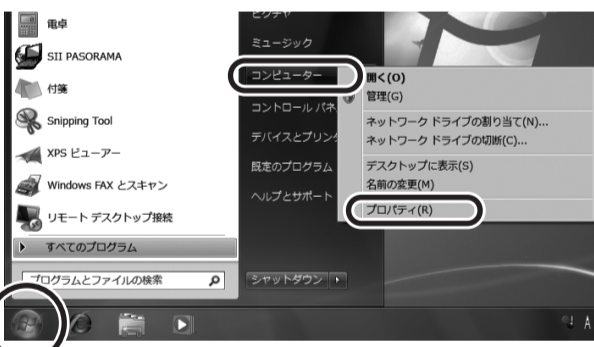 電卓
SII PASORAMA
付箋
Snipping Tool
XPS ビューアー
Windows FAX とスキャン
リモート デスクトップ接続
すべてのプログラム
プログラムとファイルの検索
ピクチャ
ミュージック
コンピューター
コントロール パネ
デバイスとプリンタ
既定のプログラム
ヘルプとサポート
シャットダウン
開く(O)
管理(G)
ネットワーク ドライブの割り当て(N)...
ネットワーク ドライブの切断(C)...
デスクトップに表示(S)
名前の変更(M)
プロパティ(R)
A